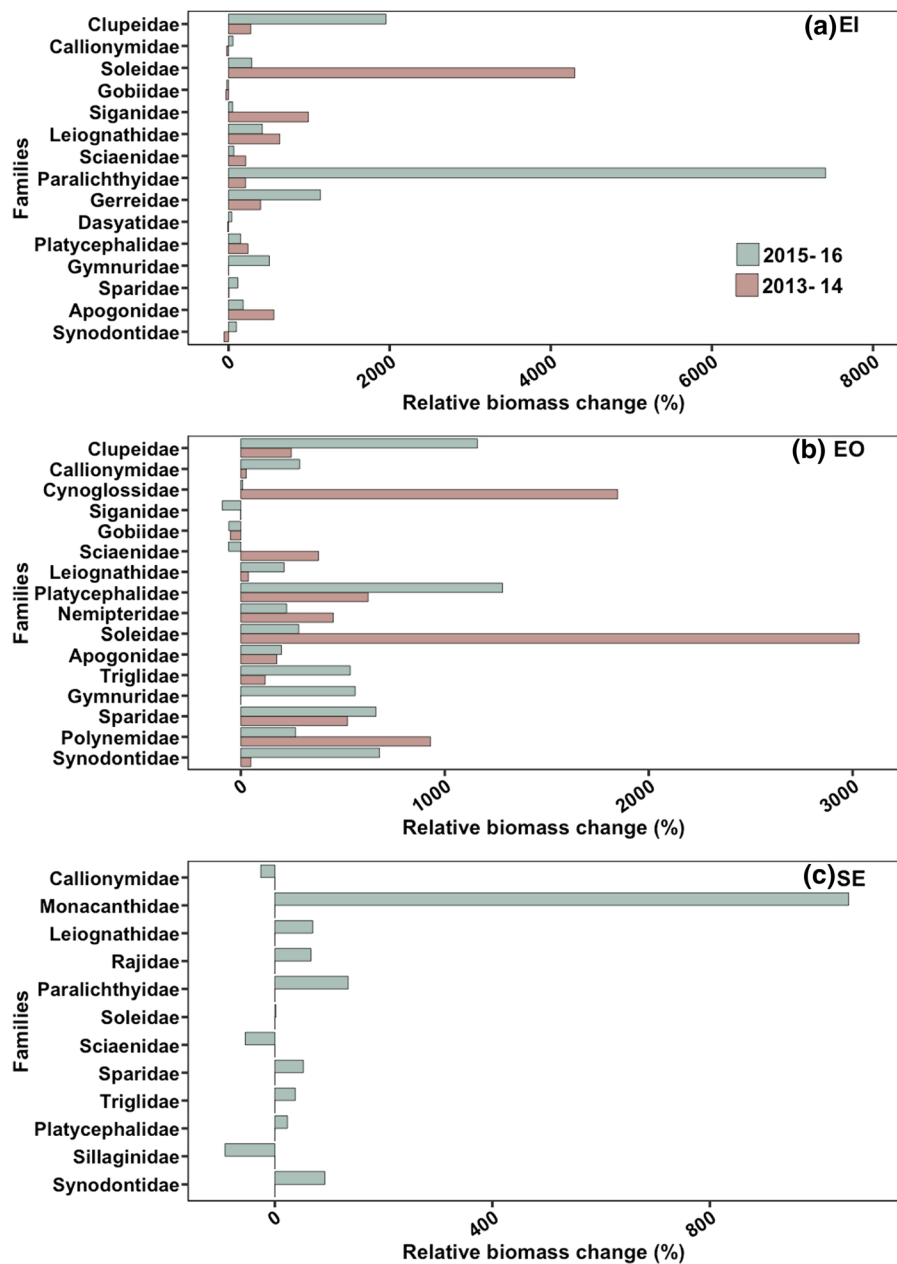 (a) EI
Clupeidae
Callionymidae
Soleidae
Gobiidae
Siganidae
Leiognathidae
Sciaenidae
Paralichthyidae
Gerreidae
Dasyatidae
Platycephalidae
Gymnuridae
Sparidae
Apogonidae
Synodontidae
Families
2015- 16
2013- 14
0 2000 4000 6000 8000
Relative biomass change (%)
(b) EO
Clupeidae
Callionymidae
Cynoglossidae
Siganidae
Gobiidae
Sciaenidae
Leiognathidae
Platycephalidae
Nemipteridae
Soleidae
Apogonidae
Triglidae
Gymnuridae
Sparidae
Polynemidae
Synodontidae
Families
0 1000 2000 3000
Relative biomass change (%)
(c) SE
Callionymidae
Monacanthidae
Leiognathidae
Rajidae
Paralichthyidae
Soleidae
Sciaenidae
Sparidae
Triglidae
Platycephalidae
Sillaginidae
Synodontidae
Families
0 400 800
Relative biomass change (%)